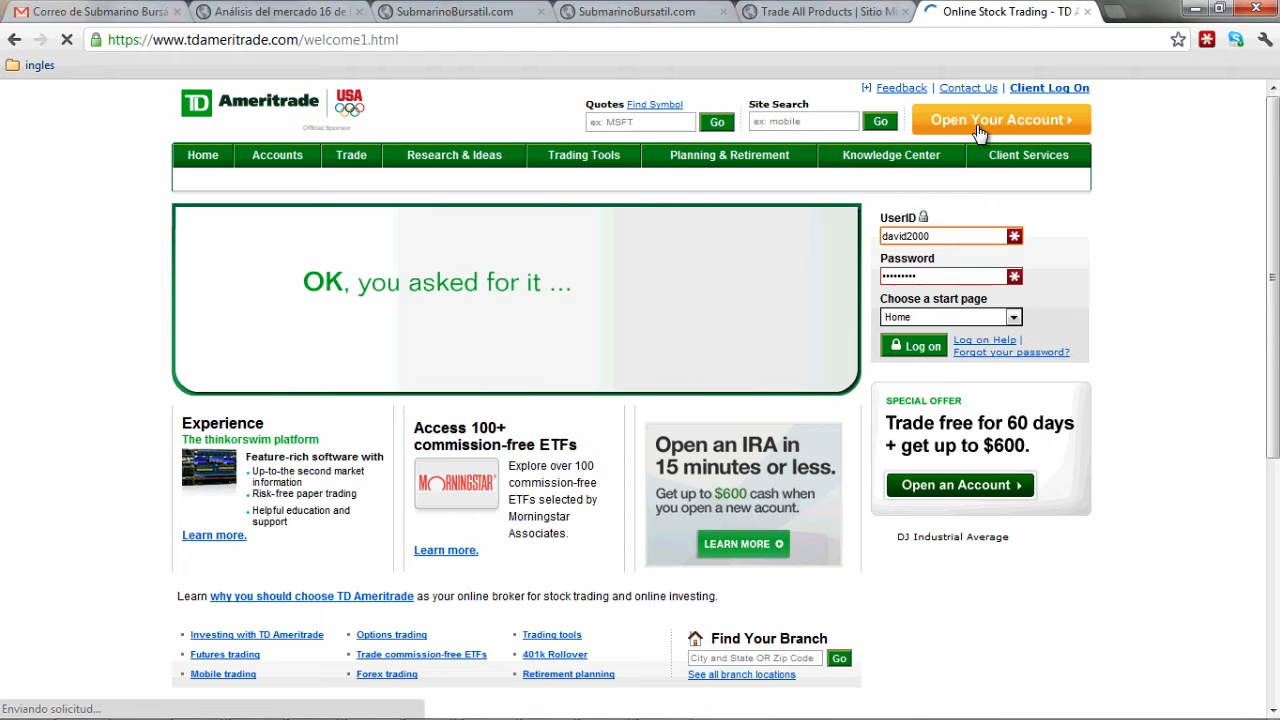 Correo de Submarino Bursá
Análisis del mercado 16 de
SubmarinoBursatil.com
SubmarinoBursatil.com
Trade All Products | Sitio Mi
Online Stock Trading - TD A
https://www.tdameritrade.com/welcome1.html
ingles
TD Ameritrade
USA
Official Sponsor
[+] Feedback | Contact Us | Client Log On
Quotes Find Symbol
ex: MSFT
Go
Site Search
ex: mobile
Go
Open Your Account
Home
Accounts
Trade
Research & Ideas
Trading Tools
Planning & Retirement
Knowledge Center
Client Services
OK, you asked for it ...
UserID
david2000
Password
•••••••••
Choose a start page
Home
Log on
Log on Help |
Forgot your password?
SPECIAL OFFER
Trade free for 60 days
+ get up to $600.
Open an Account
DJ Industrial Average
Experience
The thinkorswim platform
Feature-rich software with
Up-to-the second market
information
Risk-free paper trading
Helpful education and
support
Learn more.
Access 100+
commission-free ETFs
MORNINGSTAR
Explore over 100
commission-free
ETFs selected by
Morningstar
Associates.
Learn more.
Open an IRA in
15 minutes or less.
Get up to $600 cash when
you open a new acount.
LEARN MORE
Learn why you should choose TD Ameritrade as your online broker for stock trading and online investing.
Investing with TD Ameritrade
Futures trading
Mobile trading
Options trading
Trade commission-free ETFs
Forex trading
Trading tools
401k Rollover
Retirement planning
Find Your Branch
City and State OR Zip Code
Go
See all branch locations
Enviando solicitud...